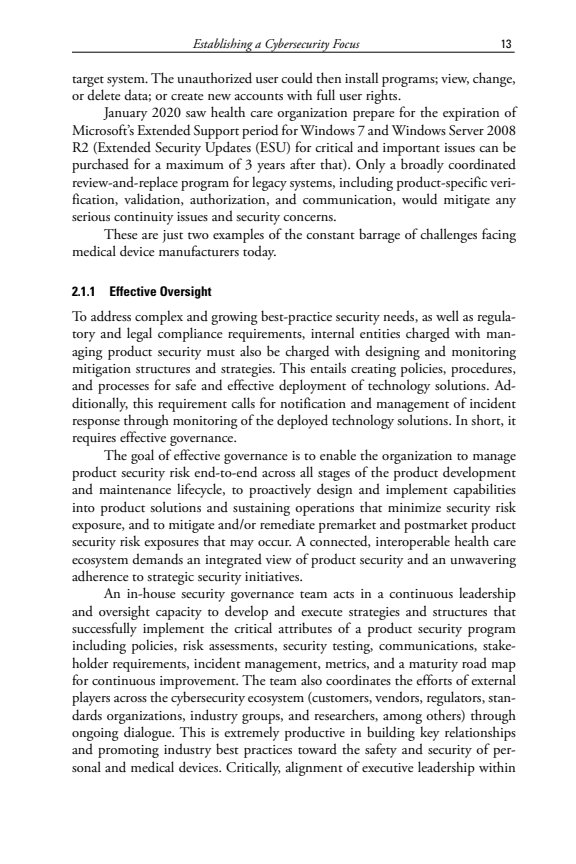 Establishing a Cybersecurity Focus 13
target system. The unauthorized user could then install programs; view, change,
or delete data; or create new accounts with full user rights.
January 2020 saw health care organization prepare for the expiration of
Microsoft’s Extended Support period for Windows 7 and Windows Server 2008
R2 (Extended Security Updates (ESU) for critical and important issues can be
purchased for a maximum of 3 years after that). Only a broadly coordinated
review-and-replace program for legacy systems, including product-specific veri-
fication, validation, authorization, and communication, would mitigate any
serious continuity issues and security concerns.
These are just two examples of the constant barrage of challenges facing
medical device manufacturers today.
2.1.1 Effective Oversight
To address complex and growing best-practice security needs, as well as regula-
tory and legal compliance requirements, internal entities charged with man-
aging product security must also be charged with designing and monitoring
mitigation structures and strategies. This entails creating policies, procedures,
and processes for safe and effective deployment of technology solutions. Ad-
ditionally, this requirement calls for notification and management of incident
response through monitoring of the deployed technology solutions. In short, it
requires effective governance.
The goal of effective governance is to enable the organization to manage
product security risk end-to-end across all stages of the product development
and maintenance lifecycle, to proactively design and implement capabilities
into product solutions and sustaining operations that minimize security risk
exposure, and to mitigate and/or remediate premarket and postmarket product
security risk exposures that may occur. A connected, interoperable health care
ecosystem demands an integrated view of product security and an unwavering
adherence to strategic security initiatives.
An in-house security governance team acts in a continuous leadership
and oversight capacity to develop and execute strategies and structures that
successfully implement the critical attributes of a product security program
including policies, risk assessments, security testing, communications, stake-
holder requirements, incident management, metrics, and a maturity road map
for continuous improvement. The team also coordinates the efforts of external
players across the cybersecurity ecosystem (customers, vendors, regulators, stan-
dards organizations, industry groups, and researchers, among others) through
ongoing dialogue. This is extremely productive in building key relationships
and promoting industry best practices toward the safety and security of per-
sonal and medical devices. Critically, alignment of executive leadership within